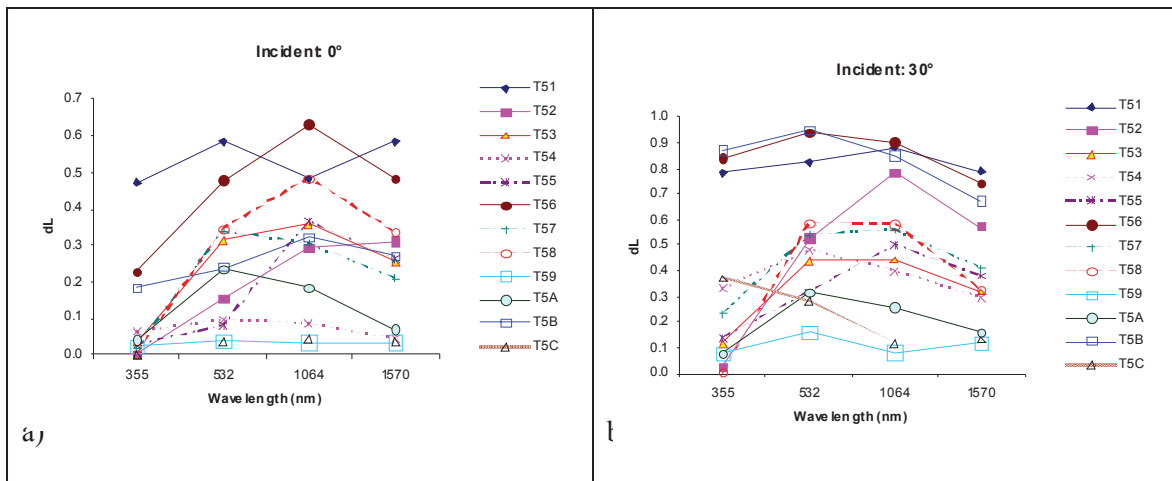 Incident: 0°
dL
0.7
0.6
0.5
0.4
0.3
0.2
0.1
0.0
355 532 1064 1570
Wavelength (nm)
T51
T52
T53
T54
T55
T56
T57
T58
T59
T5A
T5B
T5C
a)
Incident: 30°
dL
1.0
0.9
0.8
0.7
0.6
0.5
0.4
0.3
0.2
0.1
0.0
355 532 1064 1570
Wavelength (nm)
T51
T52
T53
T54
T55
T56
T57
T58
T59
T5A
T5B
T5C